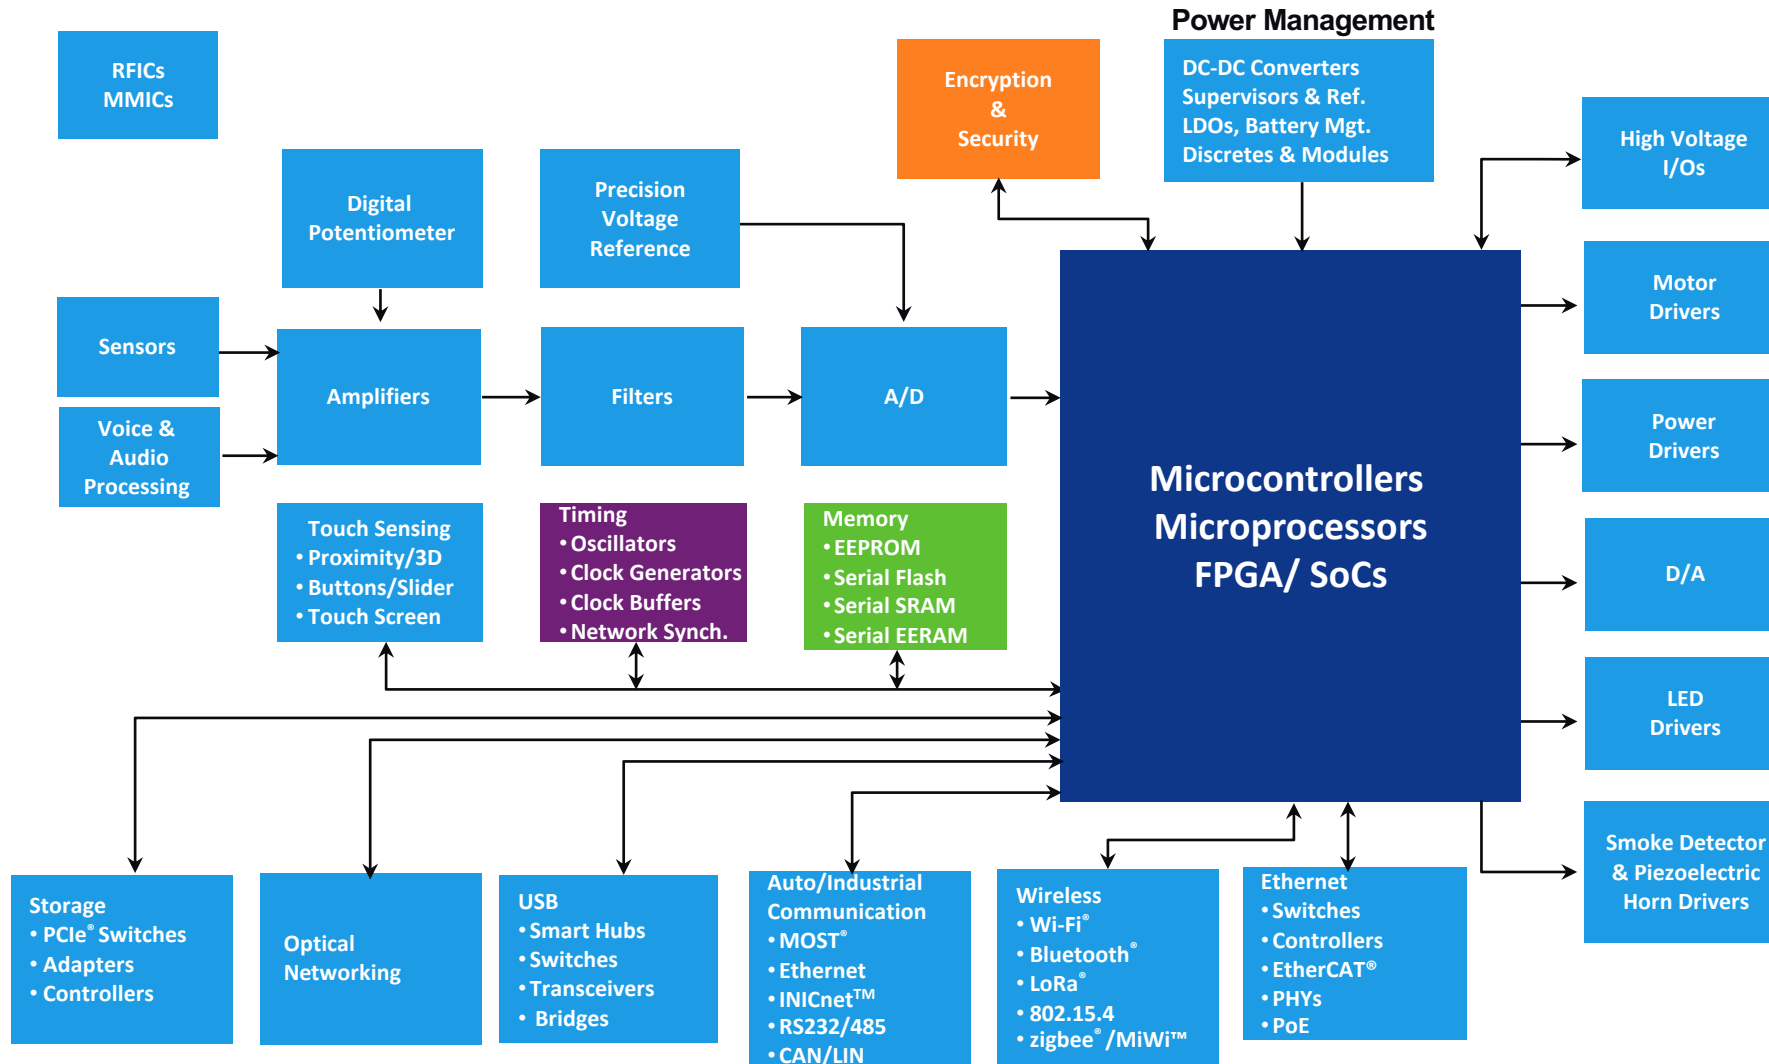 Power Management
RFICs
MMICs
Encryption
&
Security
DC-DC Converters
Supervisors & Ref.
LDOs, Battery Mgt.
Discretes & Modules
High Voltage
I/Os
Digital
Potentiometer
Precision
Voltage
Reference
Motor
Drivers
Sensors
Amplifiers
Filters
A/D
Voice &
Audio
Processing
Power
Drivers
Microcontrollers
Microprocessors
FPGA/ SoCs
Touch Sensing
• Proximity/3D
• Buttons/Slider
• Touch Screen
Timing
• Oscillators
• Clock Generators
• Clock Buffers
• Network Synch.
Memory
• EEPROM
• Serial Flash
• Serial SRAM
• Serial EERAM
D/A
LED
Drivers
Smoke Detector
& Piezoelectric
Horn Drivers
Storage
• PCIe® Switches
• Adapters
• Controllers
Optical
Networking
USB
• Smart Hubs
• Switches
• Transceivers
• Bridges
Auto/Industrial
Communication
• MOST®
• Ethernet
• INICnet™
• RS232/485
• CAN/LIN
Wireless
• Wi-Fi®
• Bluetooth®
• LoRa®
• 802.15.4
• zigbee® /MiWi™
Ethernet
• Switches
• Controllers
• EtherCAT®
• PHYs
• PoE